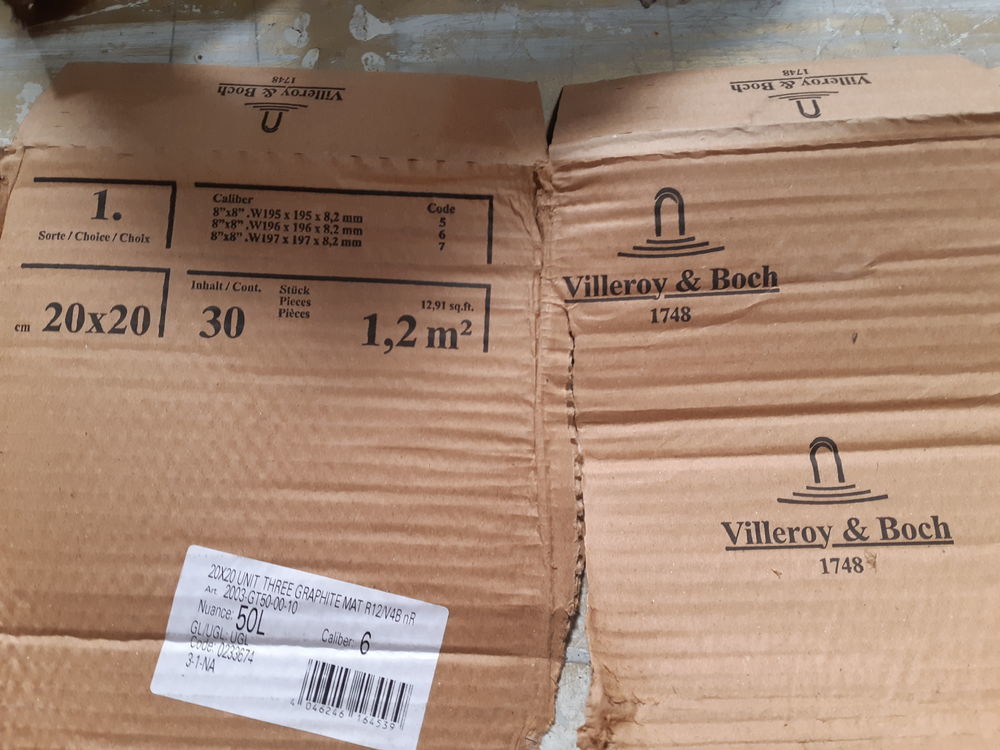 Villeroy & Boch
1748
Villeroy & Boch
1748
1.
Sorte / Choice / Choix
Caliber
Code
8”x8” .W195 x 195 x 8,2 mm 5
8”x8” .W196 x 196 x 8,2 mm 6
8”x8” .W197 x 197 x 8,2 mm 7
cm 20x20
Inhalt / Cont.
30
Stück
Pieces
Pièces
12,91 sq.ft.
1,2 m²
Villeroy & Boch
1748
Villeroy & Boch
1748
20X20 UNIT THREE GRAPHITE MAT R12/V4B nR
Art. 2003-GT50-00-10
Nuance: 50L
Caliber: 6
GL/UGL: UGL
Code: 0233674
3-1-NA
4 046246 164539